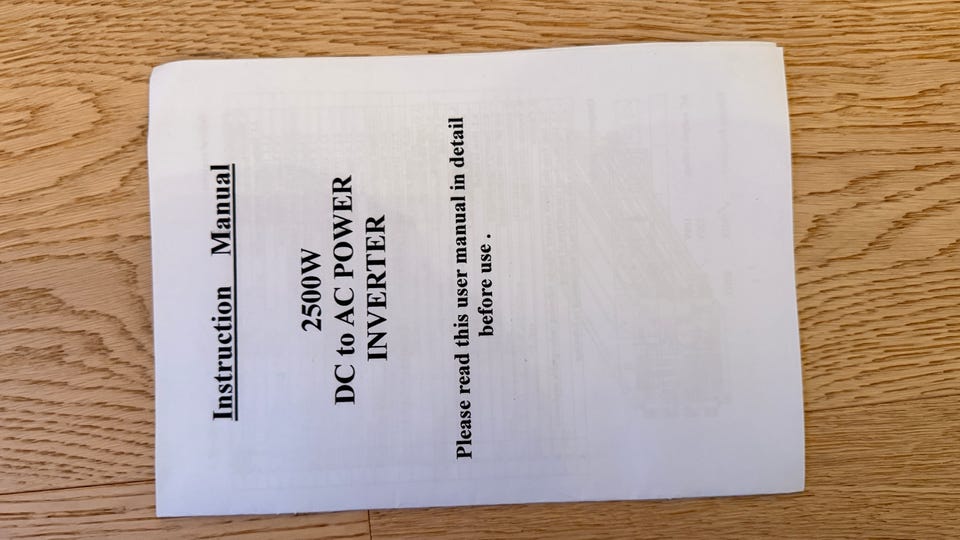 Instruction Manual
2500W
DC to AC POWER
INVERTER
Please read this user manual in detail
before use .